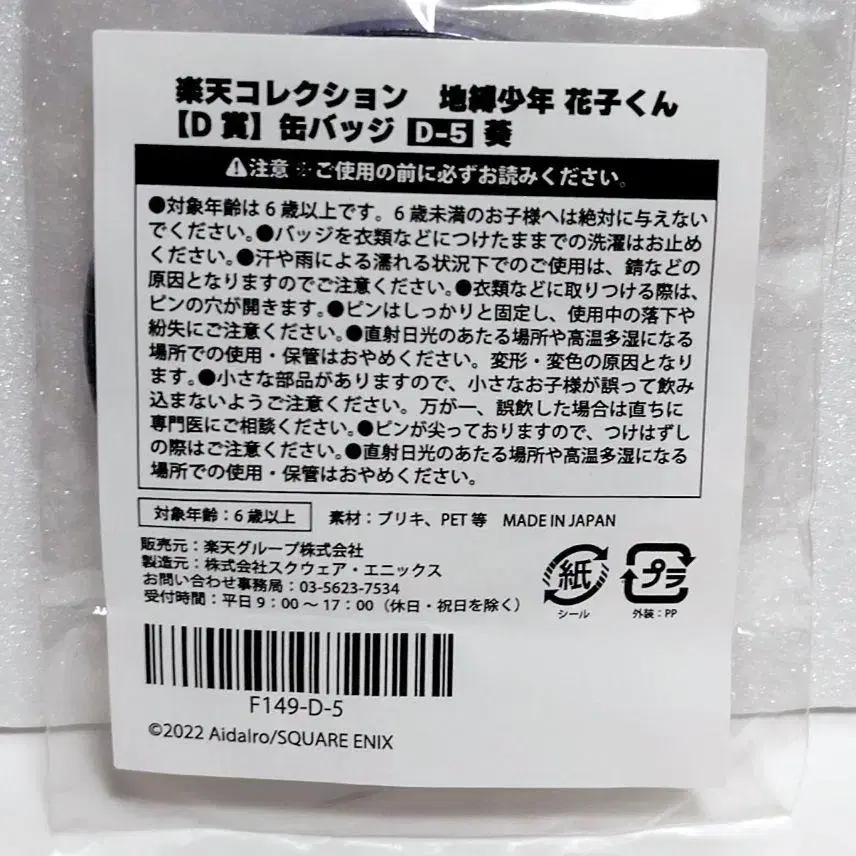 楽天コレクション　地縛少年 花子くん
【D 賞】缶バッジ D-5 葵
⚠注意 ※ご使用の前に必ずお読みください。
●対象年齢は６歳以上です。６歳未満のお子様へは絶対に与えない
でください。●バッジを衣類などにつけたままでの洗濯はお止め
ください。●汗や雨による濡れる状況下でのご使用は、錆などの
原因となりますのでご注意ください。●衣類などに取りつける際は、
ピンの穴が開きます。●ピンはしっかりと固定し、使用中の落下や
紛失にご注意ください。●直射日光のあたる場所や高温多湿になる
場所での使用・保管はおやめください。変形・変色の原因となり
ます。●小さな部品がありますので、小さなお子様が誤って飲み
込まないようご注意ください。万が一、誤飲した場合は直ちに
専門医にご相談ください。●ピンが尖っておりますので、つけはずし
の際はご注意ください。●直射日光のあたる場所や高温多湿になる
場所での使用・保管はおやめください。
対象年齢：6 歳以上　素材：ブリキ、PET 等　MADE IN JAPAN
販売元：楽天グループ株式会社
製造元：株式会社スクウェア・エニックス
お問い合わせ事務局：03-5623-7534
受付時間：平日 9：00 ～ 17：00（休日・祝日を除く）
紙
シール
プラ
外装：PP
F149-D-5
©2022 AidaIro/SQUARE ENIX